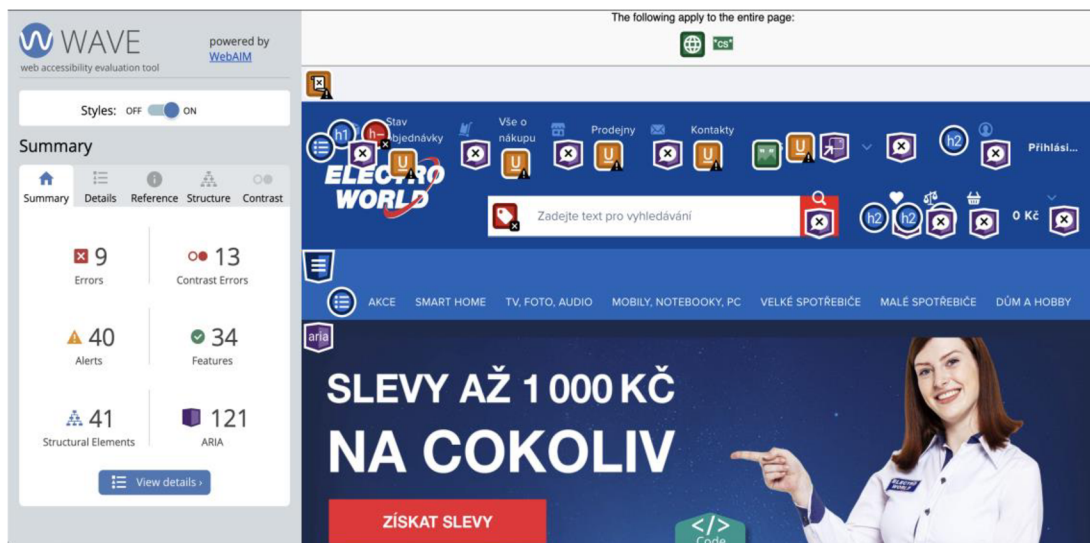 WAVE
web accessibility evaluation tool
powered by
WebAIM
Styles: OFF ON
Summary
Summary Details Reference Structure Contrast
9
Errors
13
Contrast Errors
40
Alerts
34
Features
41
Structural Elements
121
ARIA
View details ›
The following apply to the entire page:
"cs"
h1 h-
Stav
objednávky
Vše o
nákupu
Prodejny
Kontakty
U U U U U
h2
Přihlási...
ELECTRO
WORLD
Zadejte text pro vyhledávání
h2 h2
0 Kč
AKCE SMART HOME TV, FOTO, AUDIO MOBILY, NOTEBOOKY, PC VELKÉ SPOTŘEBIČE MALÉ SPOTŘEBIČE DŮM A HOBBY
aria
SLEVY AŽ 1 000 KČ
NA COKOLIV
ZÍSKAT SLEVY
ELECTRO
WORLD
</>
Code